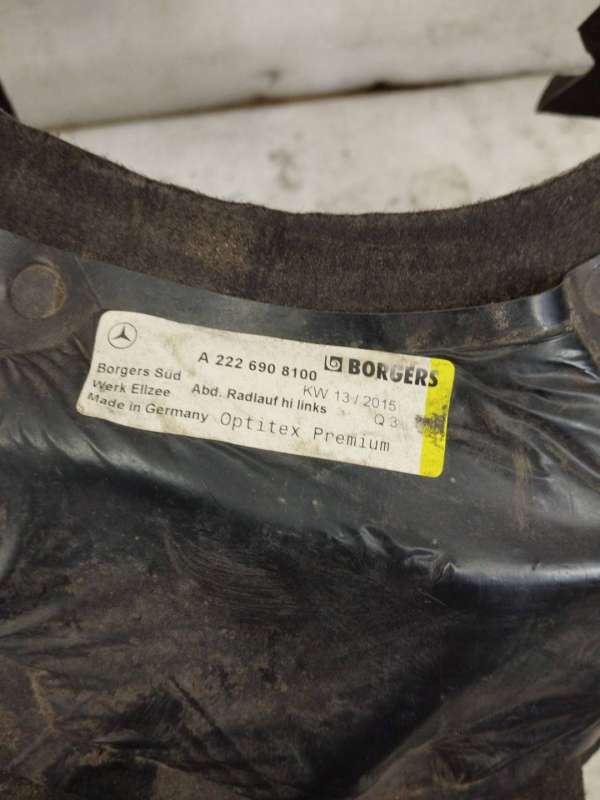 A 222 690 8100 BORGERS
Borgers Süd KW 13 / 2015
Werk Ellzee Abd. Radlauf hi links Q 3
Made in Germany Optitex Premium